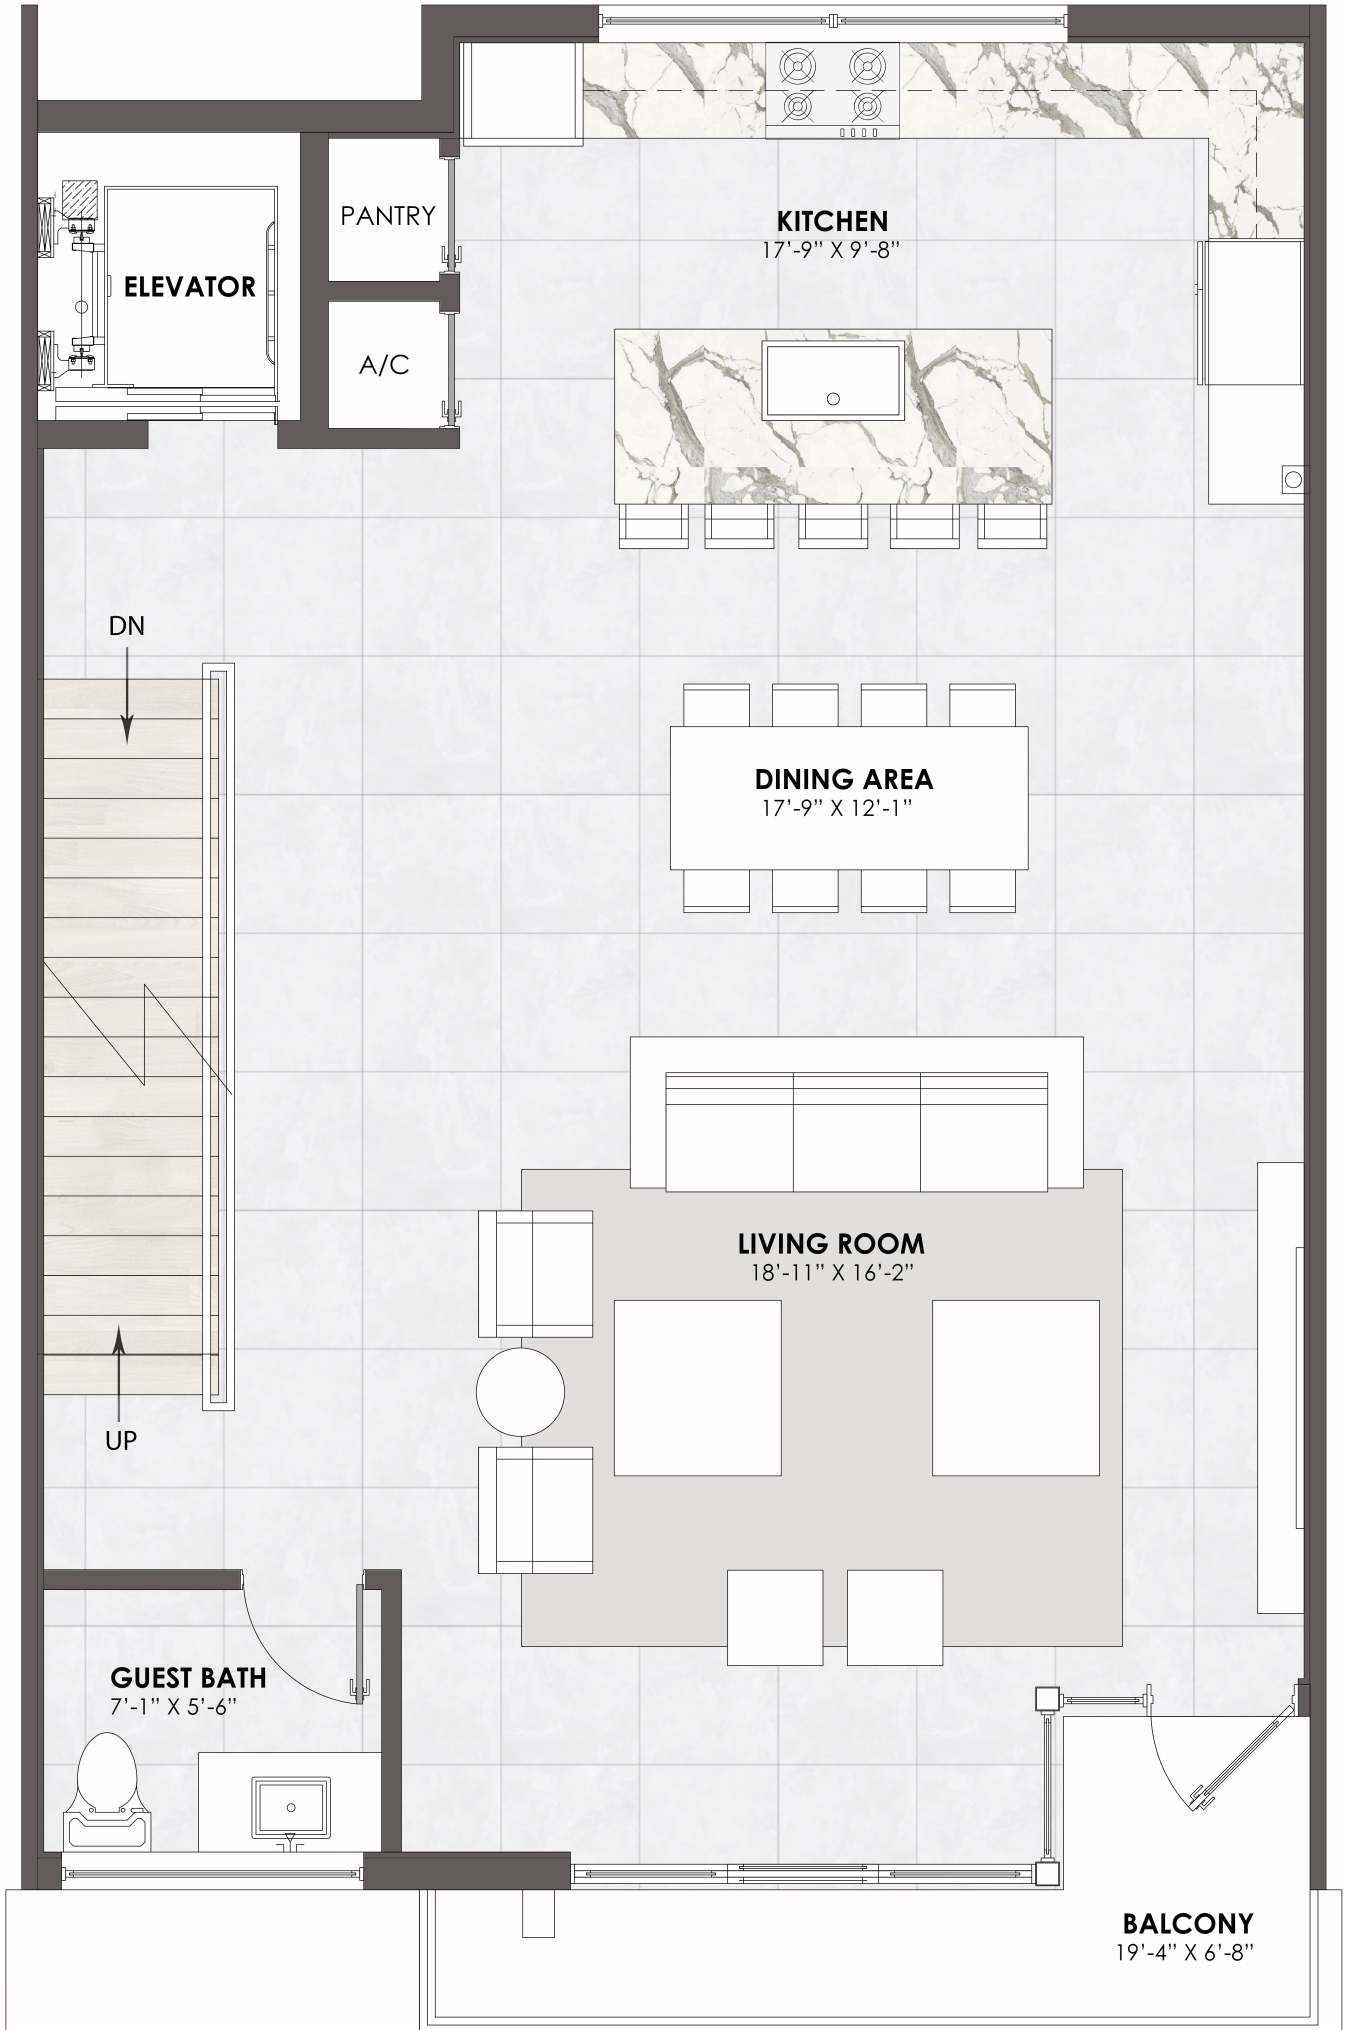 KITCHEN
17’-9” X 9’-8”
PANTRY
ELEVATOR
A/C
DN
DINING AREA
17’-9” X 12’-1”
LIVING ROOM
18’-11” X 16’-2”
UP
GUEST BATH
7’-1” X 5’-6”
BALCONY
19’-4” X 6’-8”